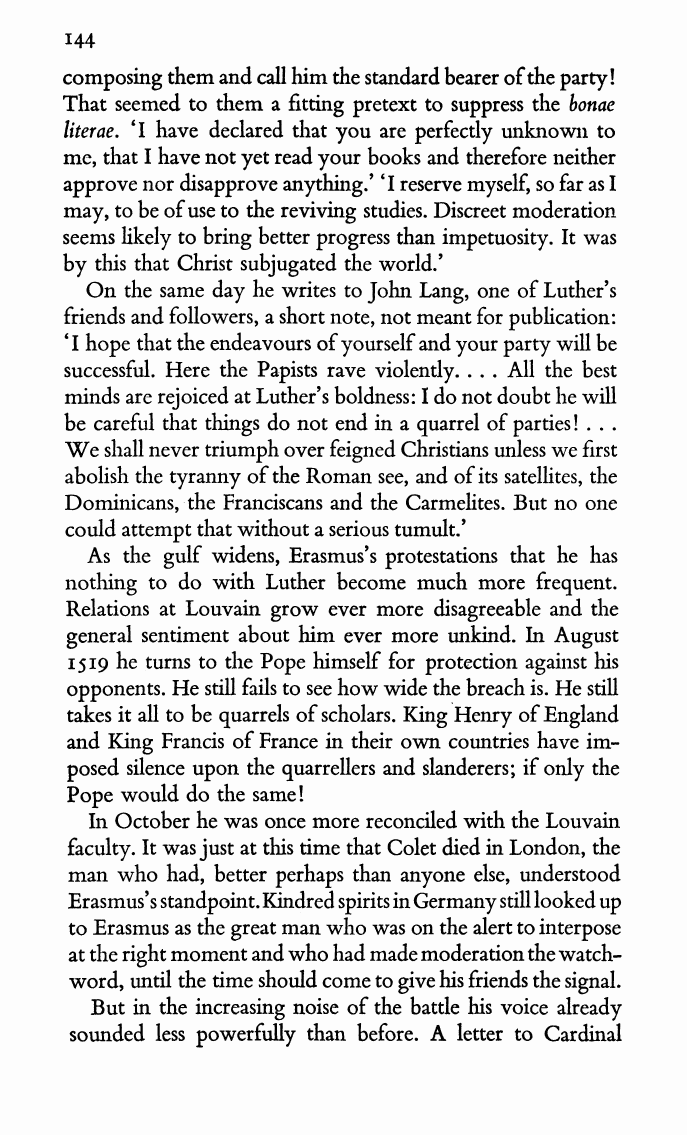 144
composing them and call him the standard bearer of the party!
That seemed to them a fitting pretext to suppress the bonae
literae. ‘I have declared that you are perfectly unknown to
me, that I have not yet read your books and therefore neither
approve nor disapprove anything.’ ‘I reserve myself, so far as I
may, to be of use to the reviving studies. Discreet moderation
seems likely to bring better progress than impetuosity. It was
by this that Christ subjugated the world.’
On the same day he writes to John Lang, one of Luther’s
friends and followers, a short note, not meant for publication:
‘I hope that the endeavours of yourself and your party will be
successful. Here the Papists rave violently. . . . All the best
minds are rejoiced at Luther’s boldness: I do not doubt he will
be careful that things do not end in a quarrel of parties! . . .
We shall never triumph over feigned Christians unless we first
abolish the tyranny of the Roman see, and of its satellites, the
Dominicans, the Franciscans and the Carmelites. But no one
could attempt that without a serious tumult.’
As the gulf widens, Erasmus’s protestations that he has
nothing to do with Luther become much more frequent.
Relations at Louvain grow ever more disagreeable and the
general sentiment about him ever more unkind. In August
1519 he turns to the Pope himself for protection against his
opponents. He still fails to see how wide the breach is. He still
takes it all to be quarrels of scholars. King Henry of England
and King Francis of France in their own countries have im-
posed silence upon the quarrellers and slanderers; if only the
Pope would do the same!
In October he was once more reconciled with the Louvain
faculty. It was just at this time that Colet died in London, the
man who had, better perhaps than anyone else, understood
Erasmus’s standpoint. Kindred spirits in Germany still looked up
to Erasmus as the great man who was on the alert to interpose
at the right moment and who had made moderation the watch-
word, until the time should come to give his friends the signal.
But in the increasing noise of the battle his voice already
sounded less powerfully than before. A letter to Cardinal